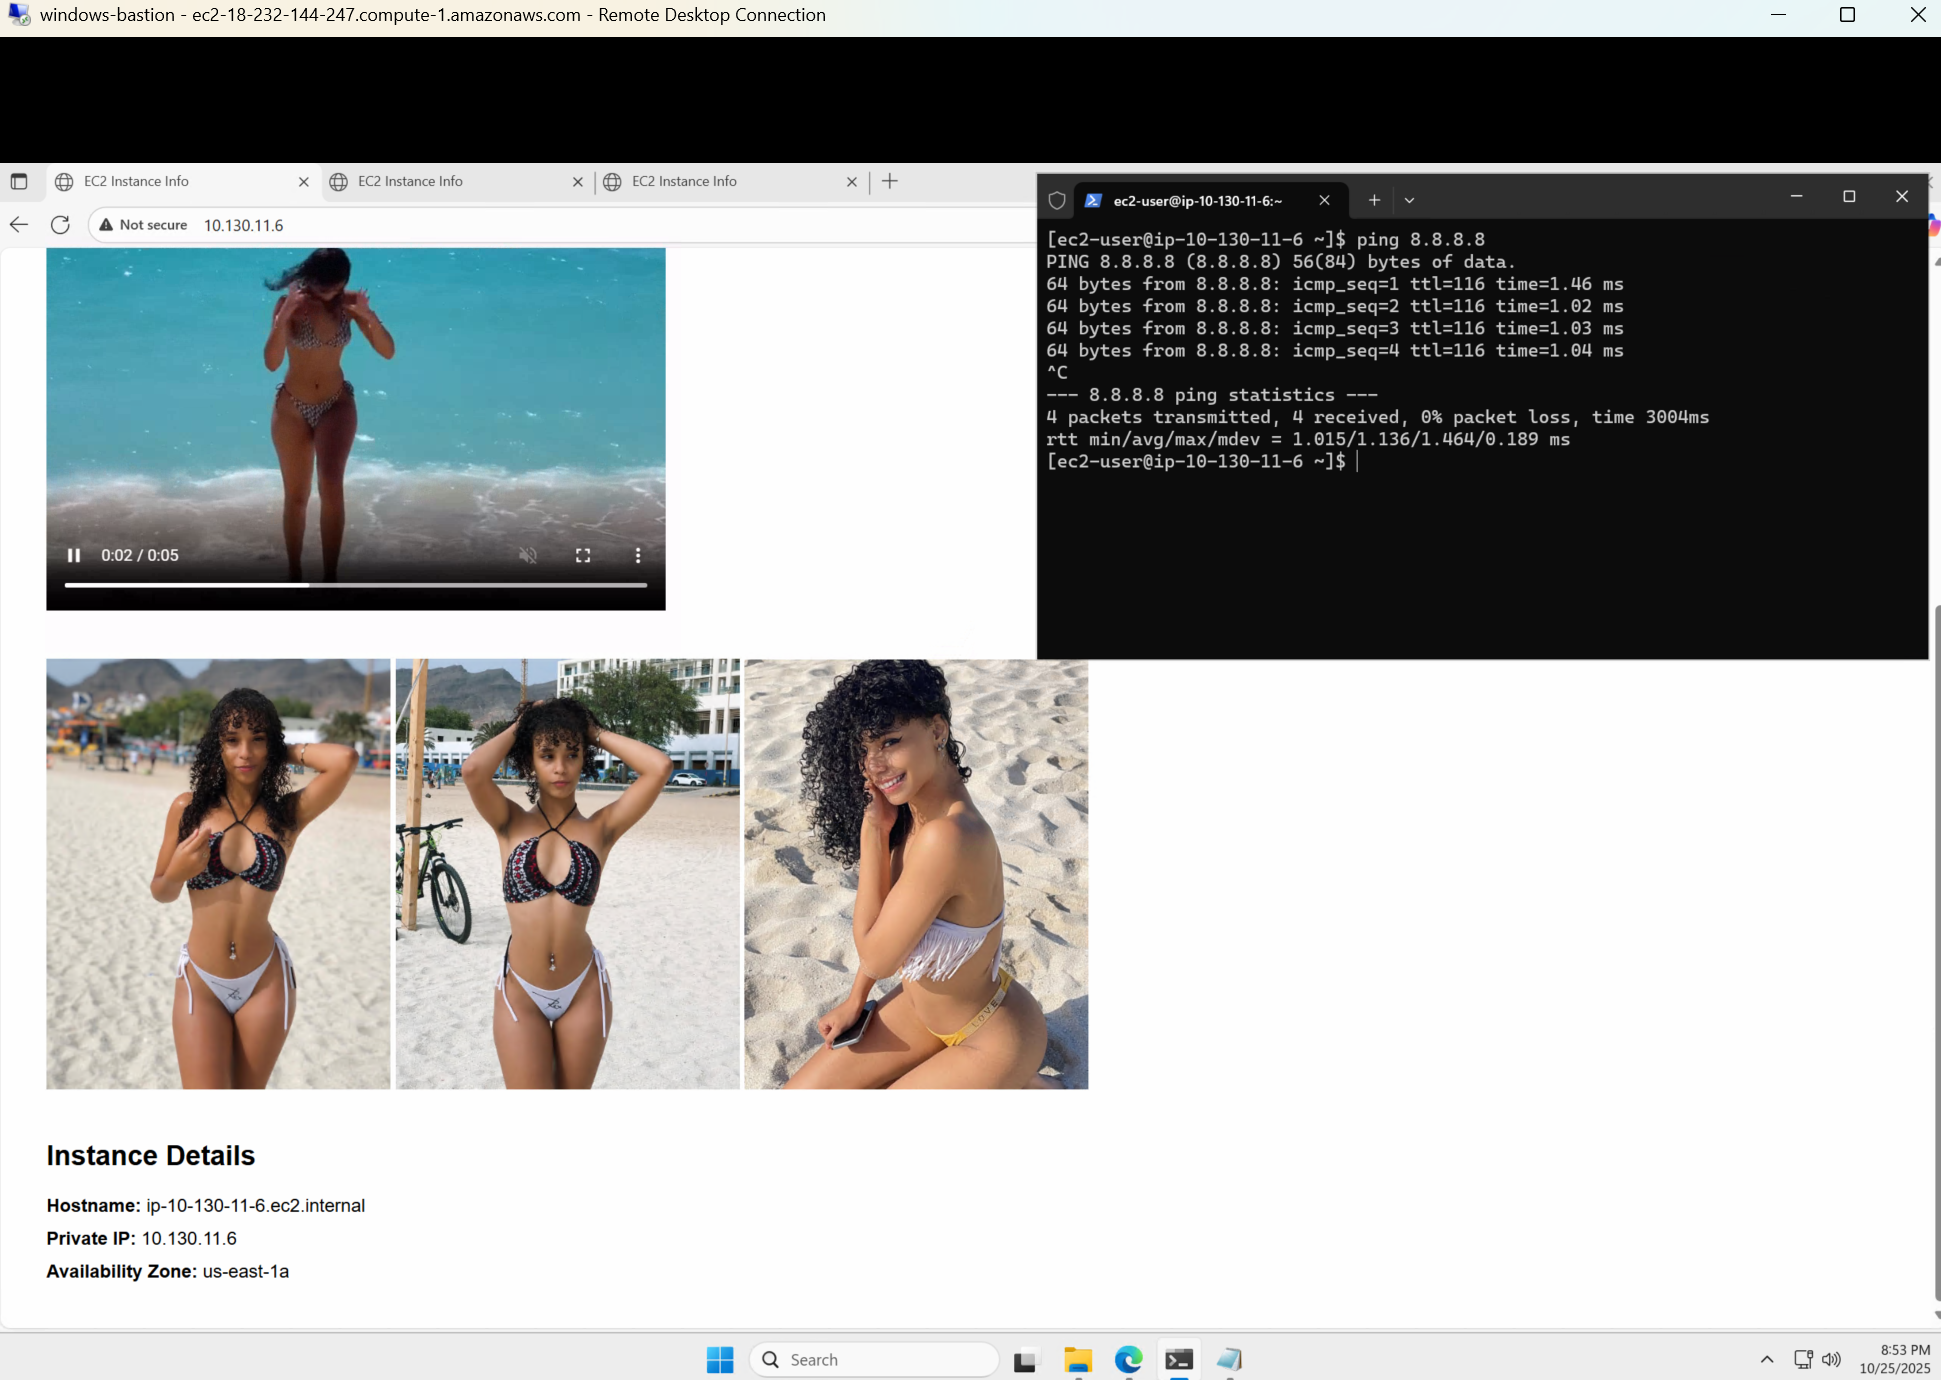 windows-bastion - ec2-18-232-144-247.compute-1.amazonaws.com - Remote Desktop Connection
EC2 Instance Info
EC2 Instance Info
EC2 Instance Info
Not secure
10.130.11.6
ec2-user@ip-10-130-11-6:~
[ec2-user@ip-10-130-11-6 ~]$ ping 8.8.8.8
PING 8.8.8.8 (8.8.8.8) 56(84) bytes of data.
64 bytes from 8.8.8.8: icmp_seq=1 ttl=116 time=1.46 ms
64 bytes from 8.8.8.8: icmp_seq=2 ttl=116 time=1.02 ms
64 bytes from 8.8.8.8: icmp_seq=3 ttl=116 time=1.03 ms
64 bytes from 8.8.8.8: icmp_seq=4 ttl=116 time=1.04 ms
^C
--- 8.8.8.8 ping statistics ---
4 packets transmitted, 4 received, 0% packet loss, time 3004ms
rtt min/avg/max/mdev = 1.015/1.136/1.464/0.189 ms
[ec2-user@ip-10-130-11-6 ~]$
0:02 / 0:05
LOVE
Instance Details
Hostname: ip-10-130-11-6.ec2.internal
Private IP: 10.130.11.6
Availability Zone: us-east-1a
Search
8:53 PM
10/25/2025